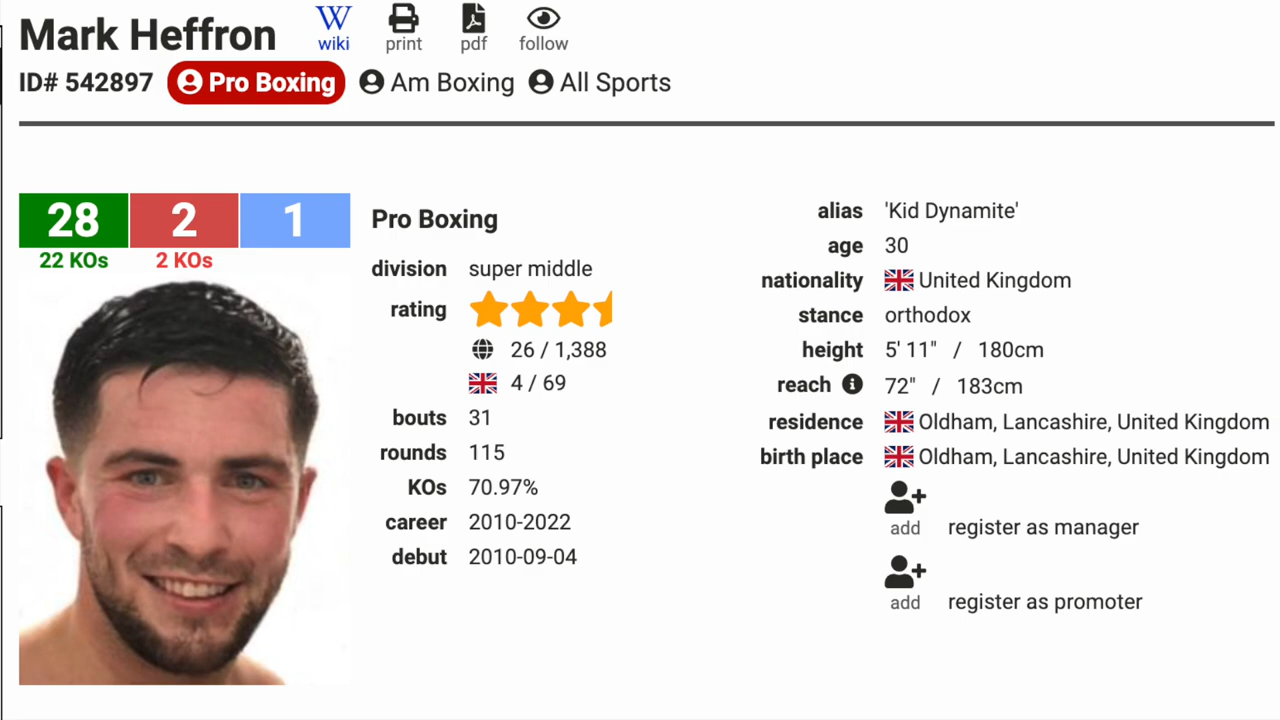 Mark Heffron
W
wiki
print
pdf
follow
ID# 542897
Pro Boxing
Am Boxing
All Sports
28
2
1
22 KOs
2 KOs
Pro Boxing
division super middle
rating
26 / 1,388
4 / 69
bouts 31
rounds 115
KOs 70.97%
career 2010-2022
debut 2010-09-04
alias 'Kid Dynamite'
age 30
nationality United Kingdom
stance orthodox
height 5' 11" / 180cm
reach 72" / 183cm
residence Oldham, Lancashire, United Kingdom
birth place Oldham, Lancashire, United Kingdom
add register as manager
add register as promoter